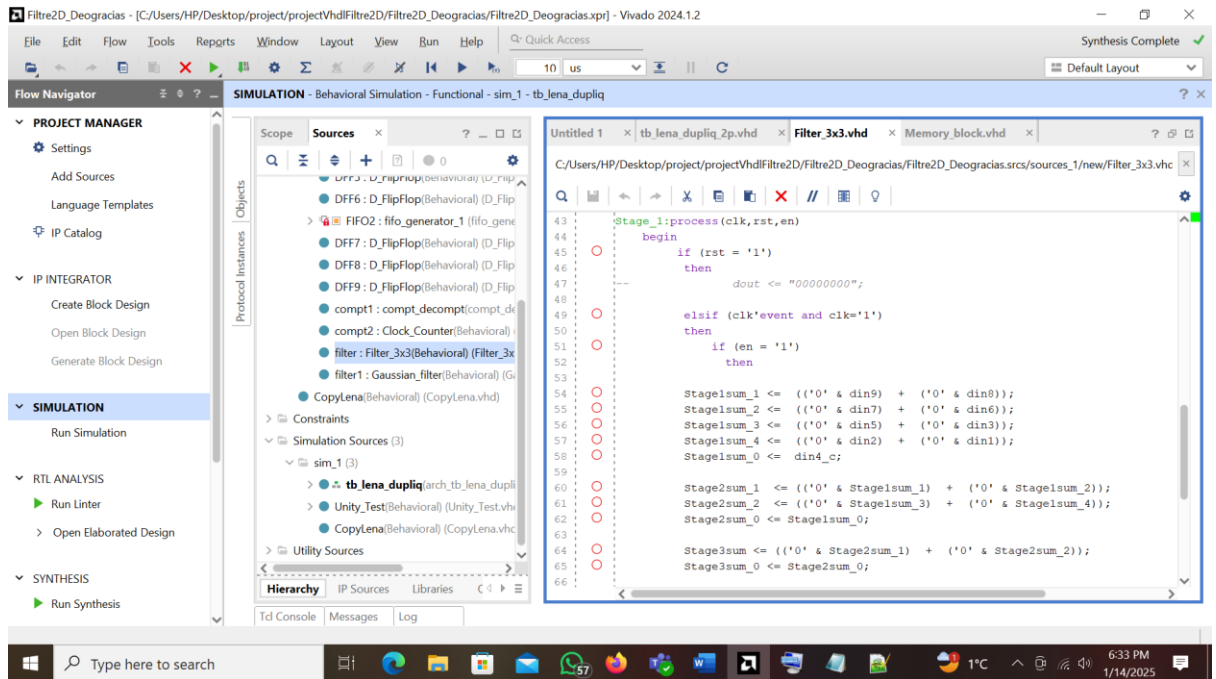 Filtre2D_Deogracias - [C:/Users/HP/Desktop/project/projectVhdlFiltre2D/Filtre2D_Deogracias/Filtre2D_Deogracias.xpr] - Vivado 2024.1.2
File Edit Flow Tools Reports Window Layout View Run Help Quick Access Synthesis Complete
10 us Default Layout
Flow Navigator SIMULATION - Behavioral Simulation - Functional - sim_1 - tb_lena_dupliq
PROJECT MANAGER
Settings
Add Sources
Language Templates
IP Catalog
IP INTEGRATOR
Create Block Design
Open Block Design
Generate Block Design
SIMULATION
Run Simulation
RTL ANALYSIS
Run Linter
Open Elaborated Design
SYNTHESIS
Run Synthesis
Objects
Protocol Instances
Scope Sources
0
DFF5 : D_FlipFlop(Behavioral) (D_Flip
DFF6 : D_FlipFlop(Behavioral) (D_Flip
FIFO2 : fifo_generator_1 (fifo_gene
DFF7 : D_FlipFlop(Behavioral) (D_Flip
DFF8 : D_FlipFlop(Behavioral) (D_Flip
DFF9 : D_FlipFlop(Behavioral) (D_Flip
compt1 : compt_decompt(compt_de
compt2 : Clock_Counter(Behavioral)
filter : Filter_3x3(Behavioral) (Filter_3x
filter1 : Gaussian_filter(Behavioral) (Ga
CopyLena(Behavioral) (CopyLena.vhd)
Constraints
Simulation Sources (3)
sim_1 (3)
tb_lena_dupliq(arch_tb_lena_dupli
Unity_Test(Behavioral) (Unity_Test.vh
CopyLena(Behavioral) (CopyLena.vhc
Utility Sources
Hierarchy IP Sources Libraries
Tcl Console Messages Log
Untitled 1 tb_lena_dupliq_2p.vhd Filter_3x3.vhd Memory_block.vhd
C:/Users/HP/Desktop/project/projectVhdlFiltre2D/Filtre2D_Deogracias/Filtre2D_Deogracias.srcs/sources_1/new/Filter_3x3.vhc
43 Stage_1:process(clk,rst,en)
44 begin
45 if (rst = '1')
46 then
47 -- dout <= "00000000";
48
49 elsif (clk'event and clk='1')
50 then
51 if (en = '1')
52 then
53
54 Stage1sum_1 <= (('0' & din9) + ('0' & din8));
55 Stage1sum_2 <= (('0' & din7) + ('0' & din6));
56 Stage1sum_3 <= (('0' & din5) + ('0' & din3));
57 Stage1sum_4 <= (('0' & din2) + ('0' & din1));
58 Stage1sum_0 <= din4_c;
59
60 Stage2sum_1 <= (('0' & Stage1sum_1) + ('0' & Stage1sum_2));
61 Stage2sum_2 <= (('0' & Stage1sum_3) + ('0' & Stage1sum_4));
62 Stage2sum_0 <= Stage1sum_0;
63
64 Stage3sum <= (('0' & Stage2sum_1) + ('0' & Stage2sum_2));
65 Stage3sum_0 <= Stage2sum_0;
66
Type here to search 57 1°C 6:33 PM
1/14/2025